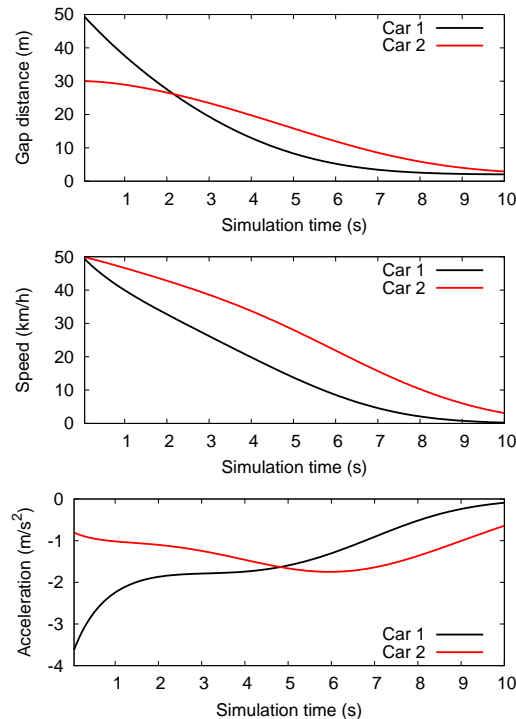 50
40
30
20
10
0
Gap distance (m)
Car 1
Car 2
1 2 3 4 5 6 7 8 9 10
Simulation time (s)
50
40
30
20
10
0
Speed (km/h)
Car 1
Car 2
1 2 3 4 5 6 7 8 9 10
Simulation time (s)
0
-1
-2
-3
-4
Acceleration (m/s²)
Car 1
Car 2
1 2 3 4 5 6 7 8 9 10
Simulation time (s)